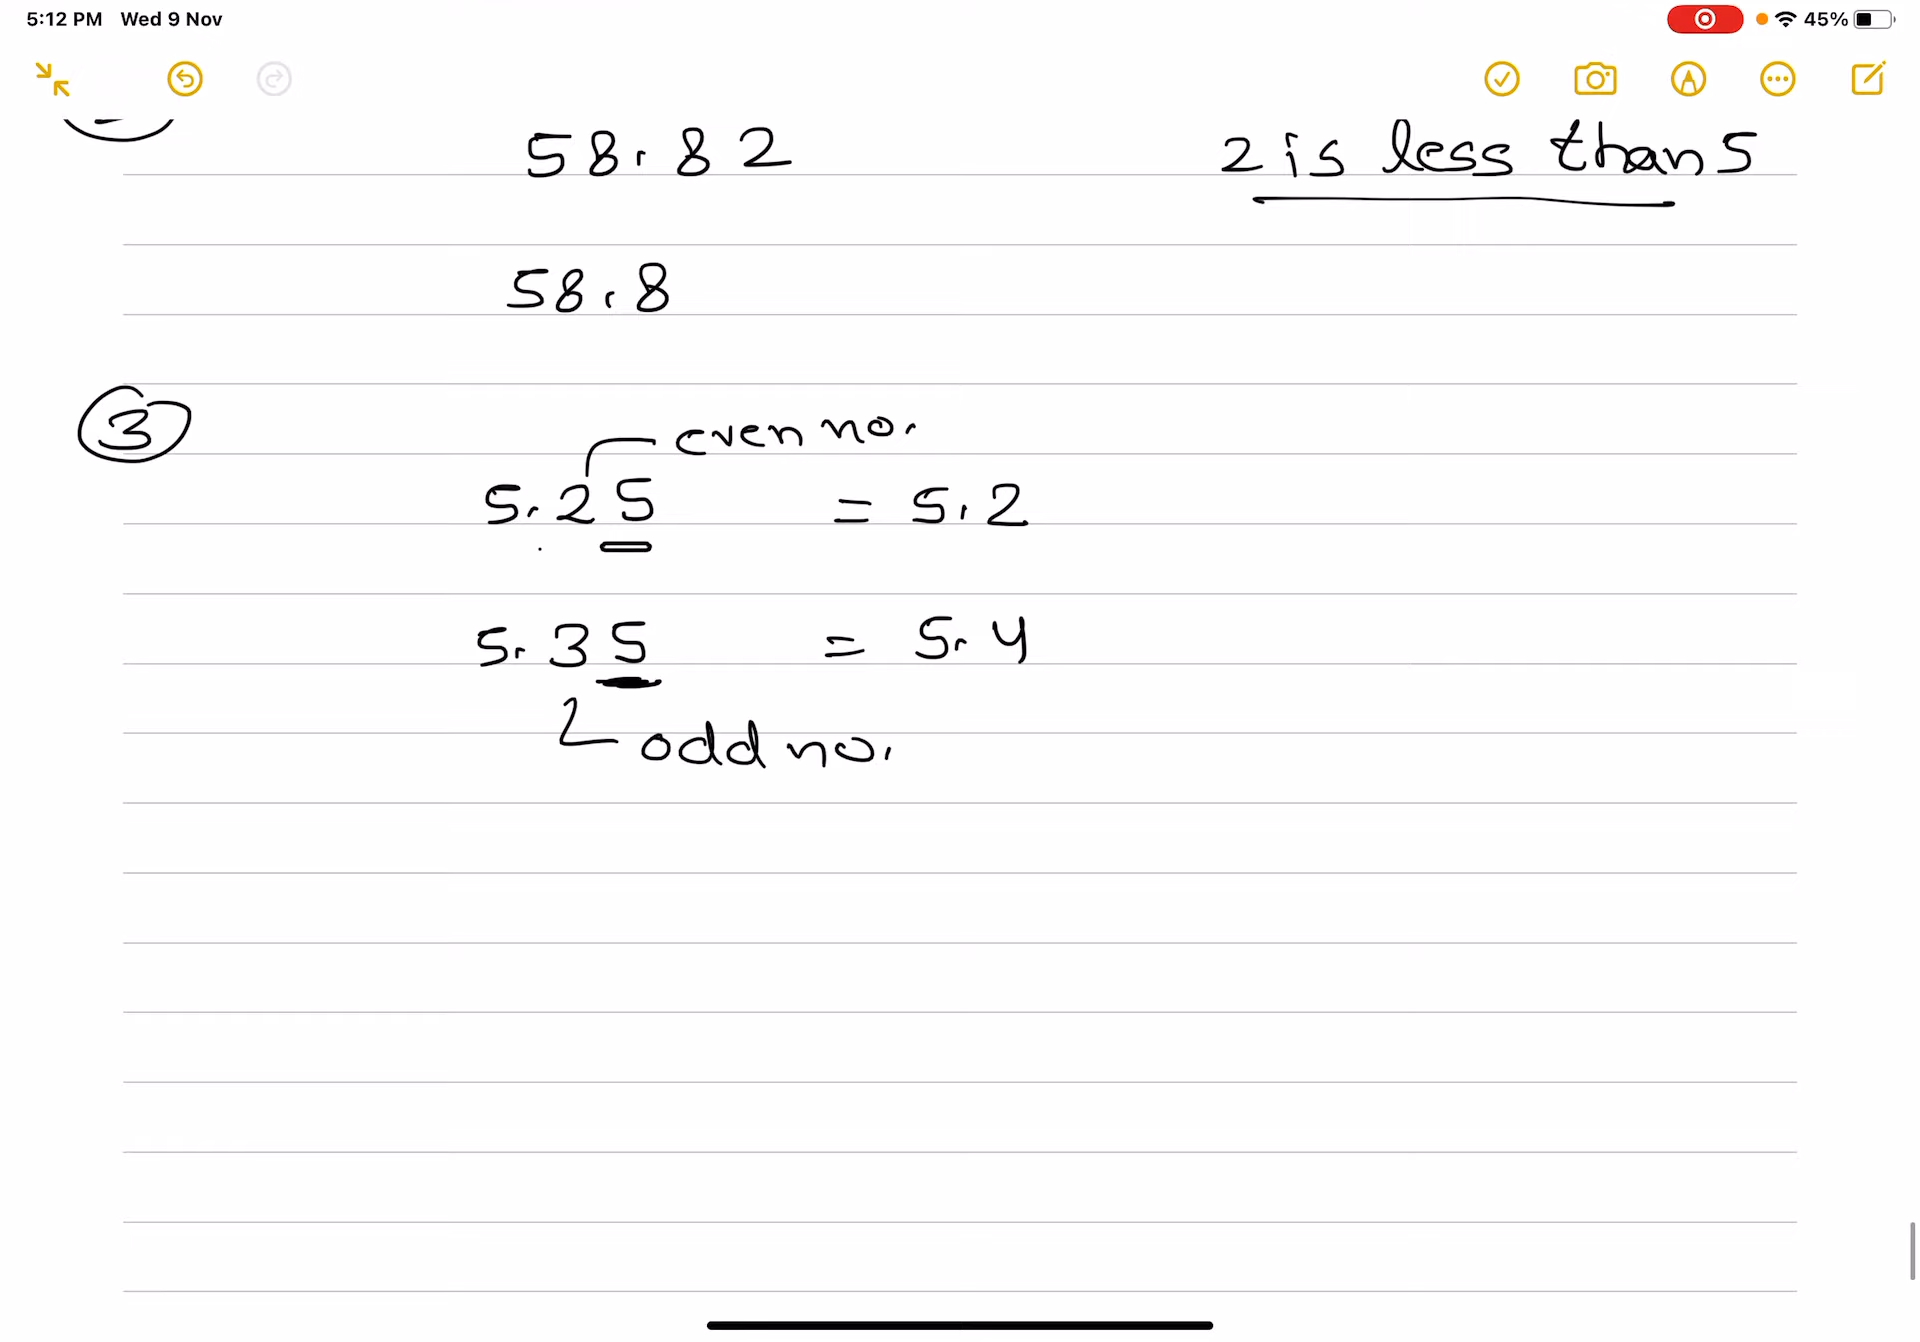 5:12 PM Wed 9 Nov 45%
58.82 2 is less than 5
58.8
3
even no.
5.25 = 5.2
5.35 = 5.4
odd no.